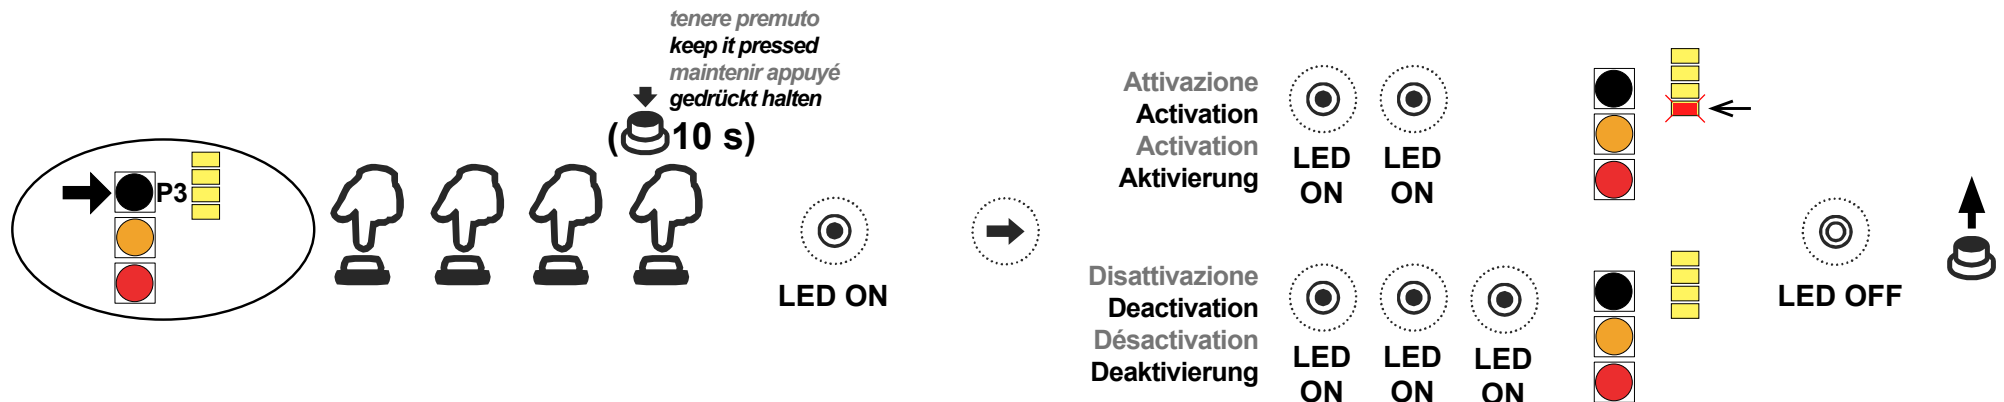 tenere premuto
keep it pressed
maintenir appuyé
gedrückt halten
(10 s)
P3
LED ON
Attivazione
Activation
Activation
Aktivierung
LED
ON
LED
ON
Disattivazione
Deactivation
Désactivation
Deaktivierung
LED
ON
LED
ON
LED
ON
LED OFF